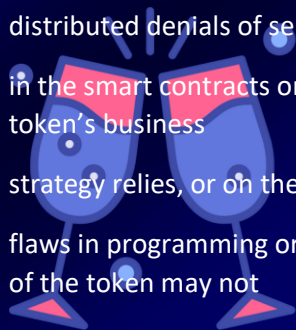 distributed denials of se
in the smart contracts or
token's business
strategy relies, or on the
flaws in programming or
of the token may not